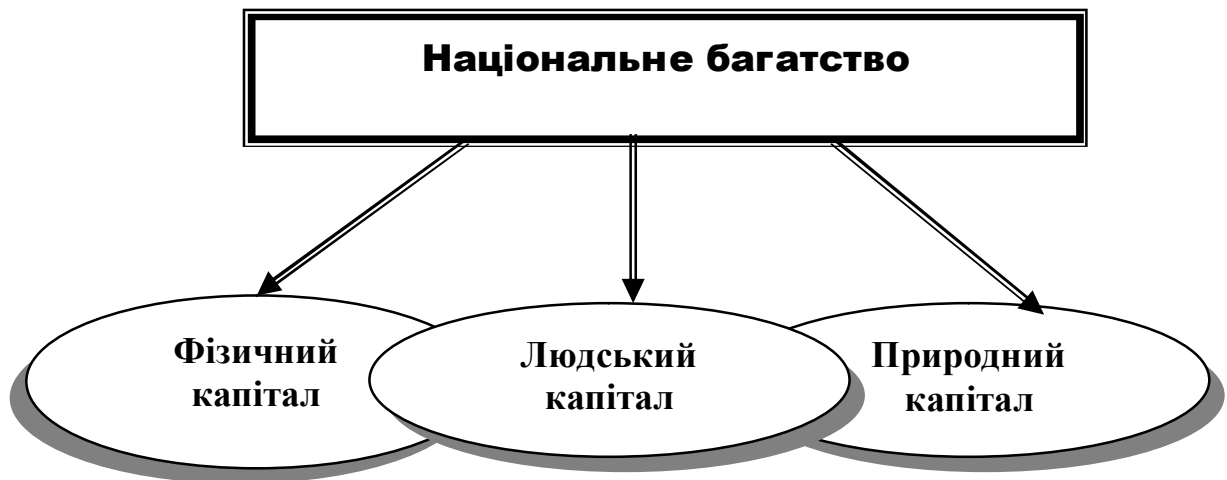 Національне багатство
Фізичний
капітал
Людський
капітал
Природний
капітал